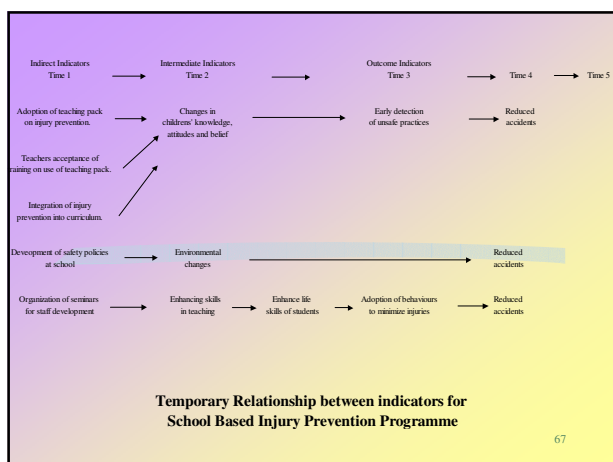 Indirect Indicators
Time 1
Intermediate Indicators
Time 2
Outcome Indicators
Time 3
Time 4
Time 5
Adoption of teaching pack
on injury prevention.
Changes in
childrens' knowledge,
attitudes and belief
Early detection
of unsafe practices
Reduced
accidents
Teachers acceptance of
raining on use of teaching pack.
Integration of injury
prevention into curriculum.
Deveopment of safety policies
at school
Environmental
changes
Reduced
accidents
Organization of seminars
for staff development
Enhancing skills
in teaching
Enhance life
skills of students
Adoption of behaviours
to minimize injuries
Reduced
accidents
Temporary Relationship between indicators for
School Based Injury Prevention Programme
67